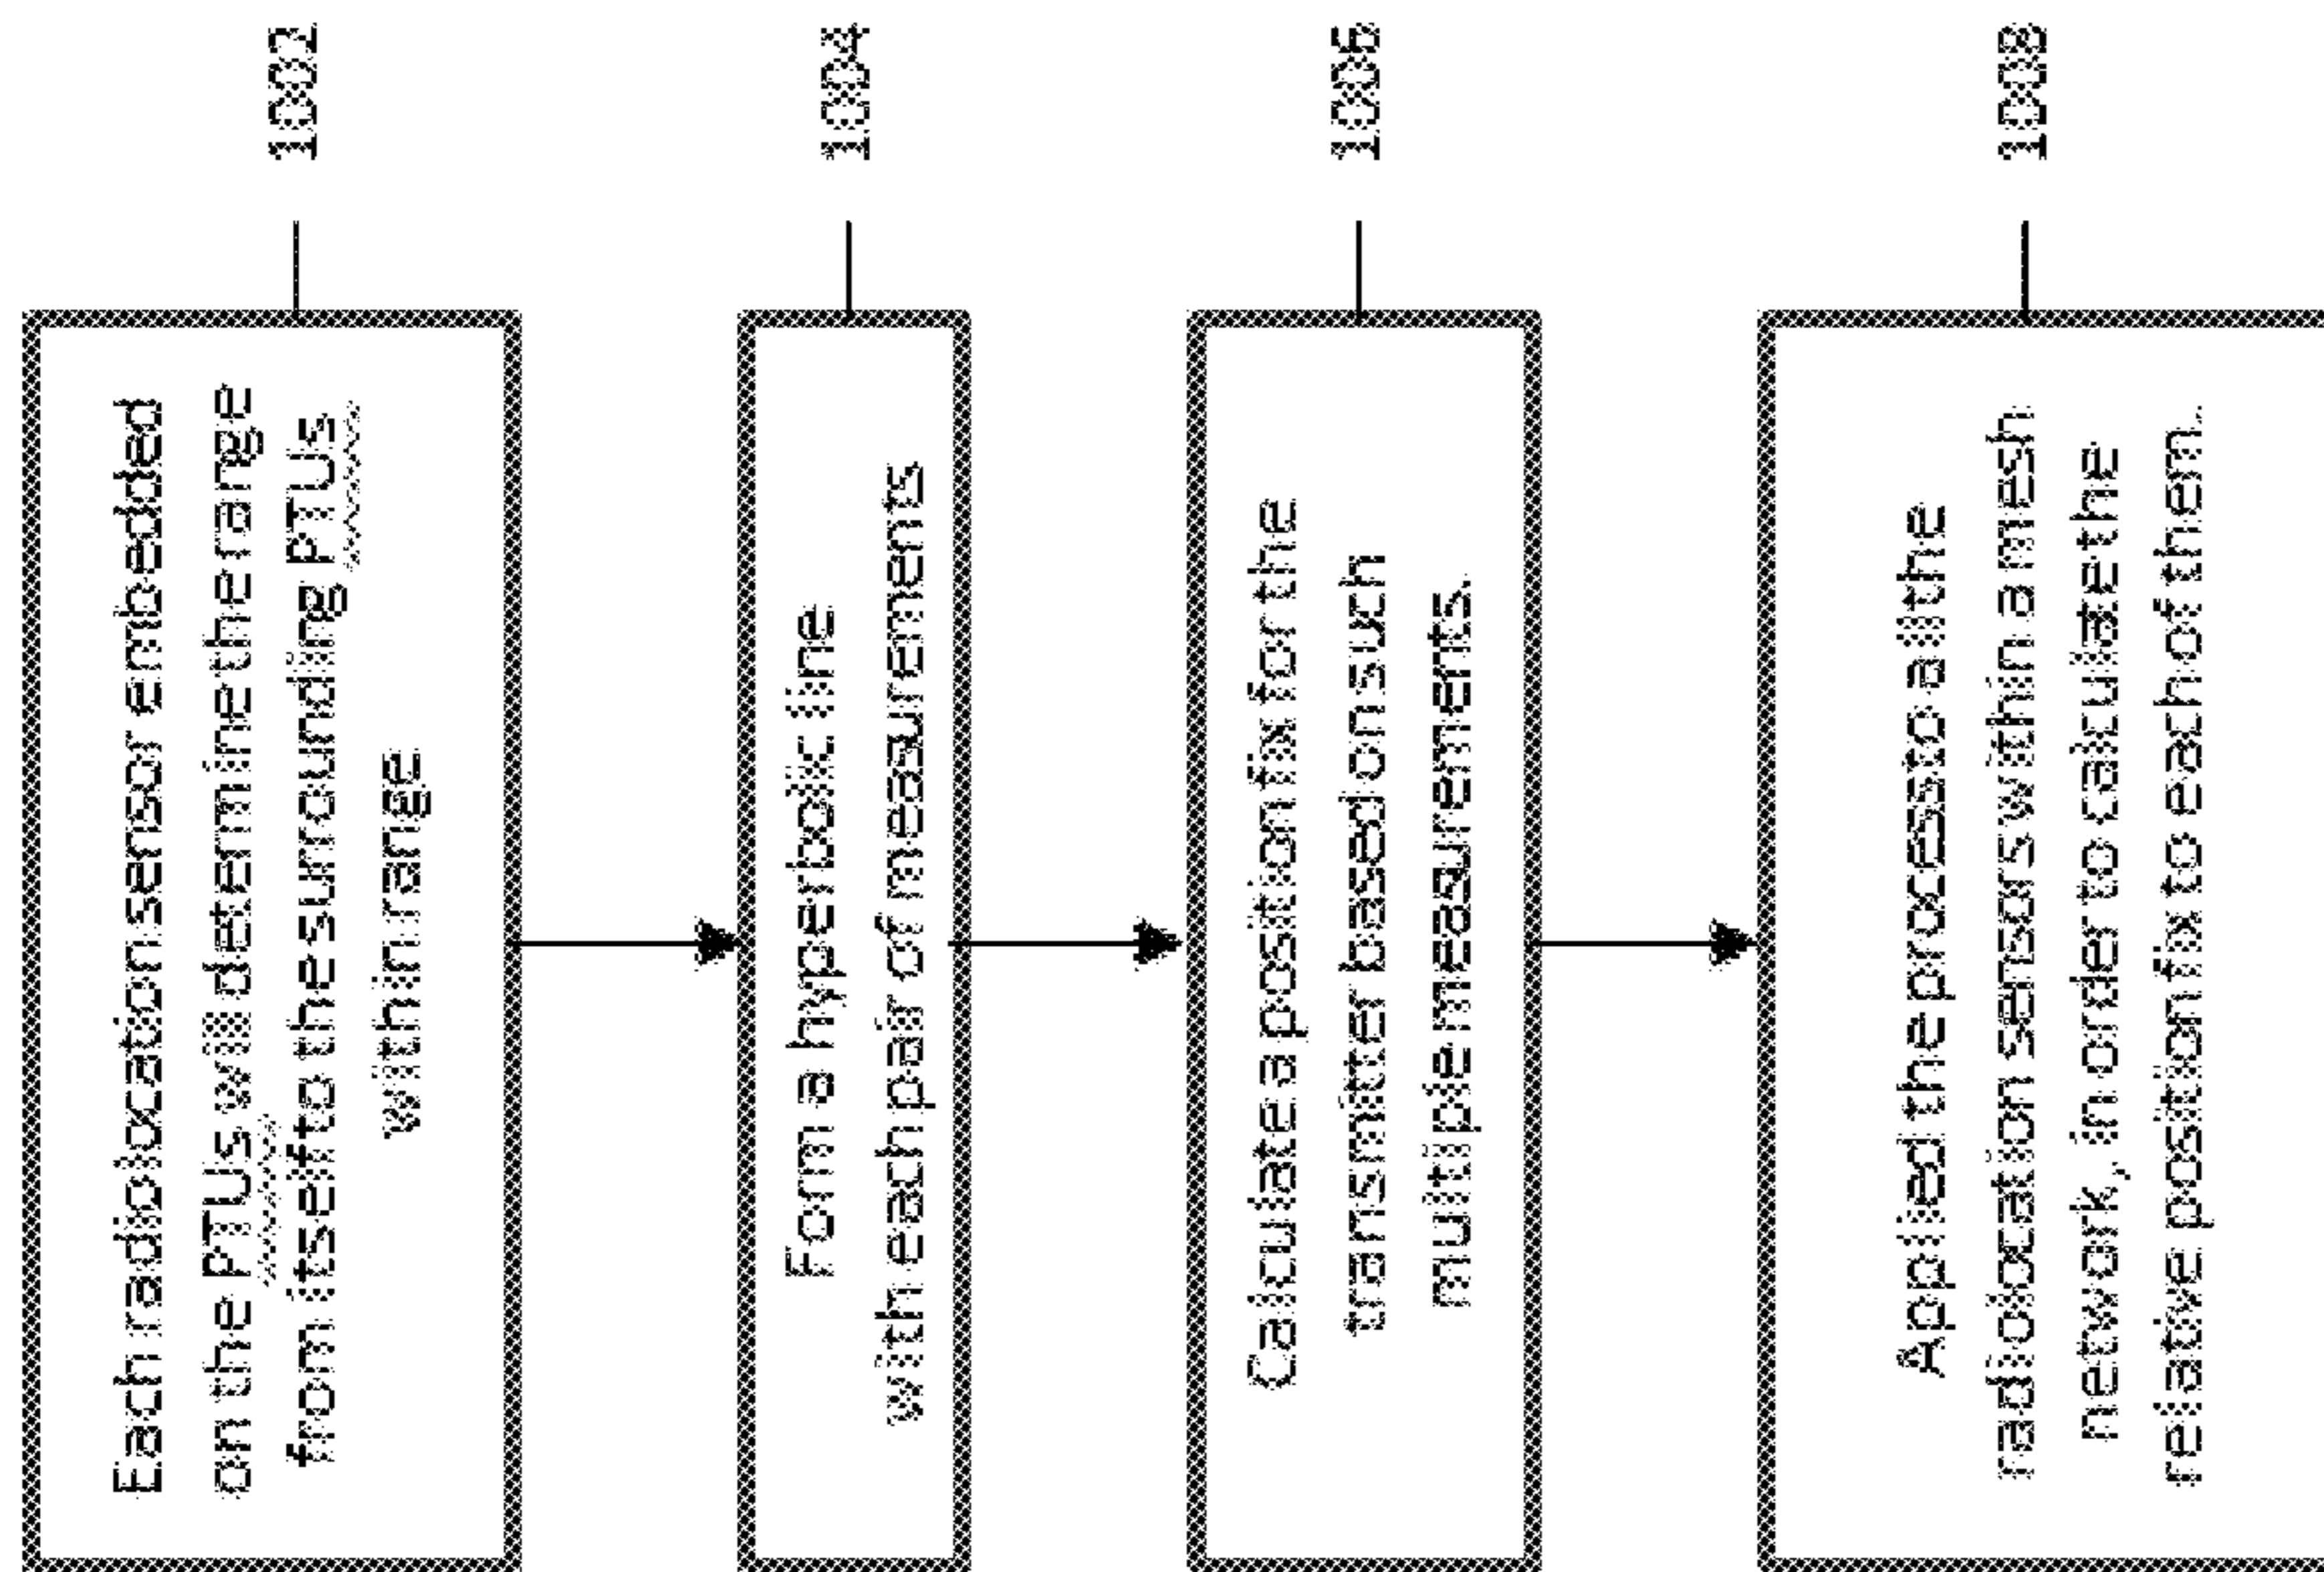 Each radiolocation sensor embedded
on the PTUs will determine the range
from itself to the surrounding PTUs
within range
1002
Form a hyperbolic line
with each pair of measurements
1004
Calculate a position fix for the
transmitter based on such
multiple measurements.
1006
Applied the process to all the
radiolocation sensors within a mesh
network, in order to calculate the
relative position fix to each of them.
1008